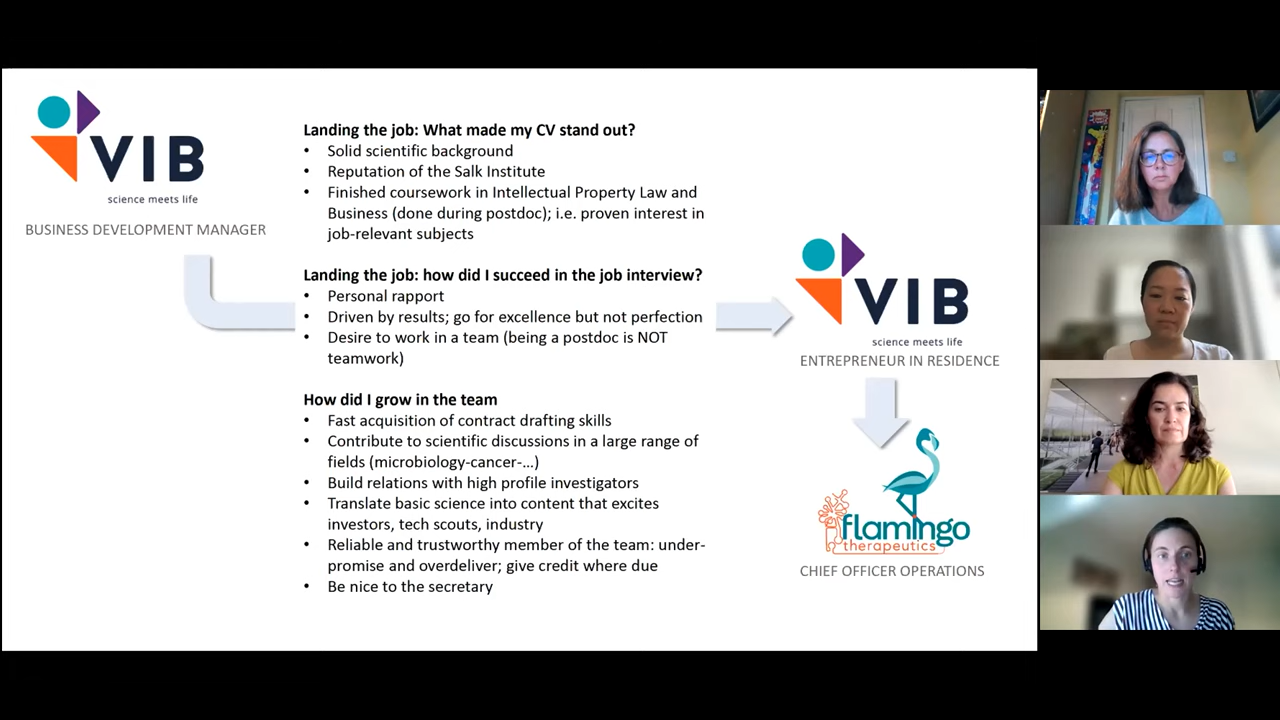 VIB
science meets life
BUSINESS DEVELOPMENT MANAGER
Landing the job: What made my CV stand out?
• Solid scientific background
• Reputation of the Salk Institute
• Finished coursework in Intellectual Property Law and
Business (done during postdoc); i.e. proven interest in
job-relevant subjects
Landing the job: how did I succeed in the job interview?
• Personal rapport
• Driven by results; go for excellence but not perfection
• Desire to work in a team (being a postdoc is NOT
teamwork)
How did I grow in the team
• Fast acquisition of contract drafting skills
• Contribute to scientific discussions in a large range of
fields (microbiology-cancer-…)
• Build relations with high profile investigators
• Translate basic science into content that excites
investors, tech scouts, industry
• Reliable and trustworthy member of the team: under-
promise and overdeliver; give credit where due
• Be nice to the secretary
VIB
science meets life
ENTREPRENEUR IN RESIDENCE
flamingo
therapeutics
CHIEF OFFICER OPERATIONS